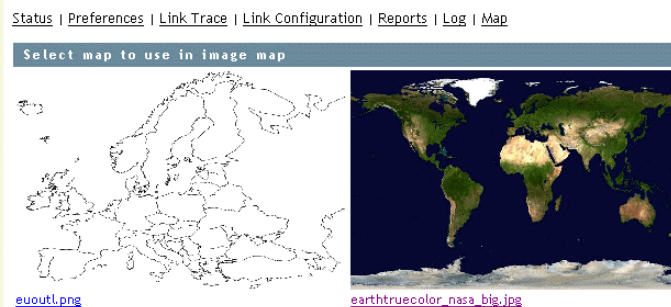 Status | Preferences | Link Trace | Link Configuration | Reports | Log | Map
Select map to use in image map
euoutl.png
earthtruecolor_nasa_big.jpg